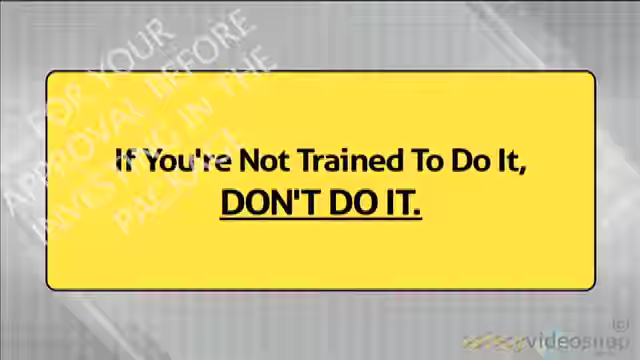 FOR YOUR
APPROVAL BEFORE
INVESTING IN THE
PACKAGE
If You're Not Trained To Do It,
DON'T DO IT.
(c)
safetyvideoshop